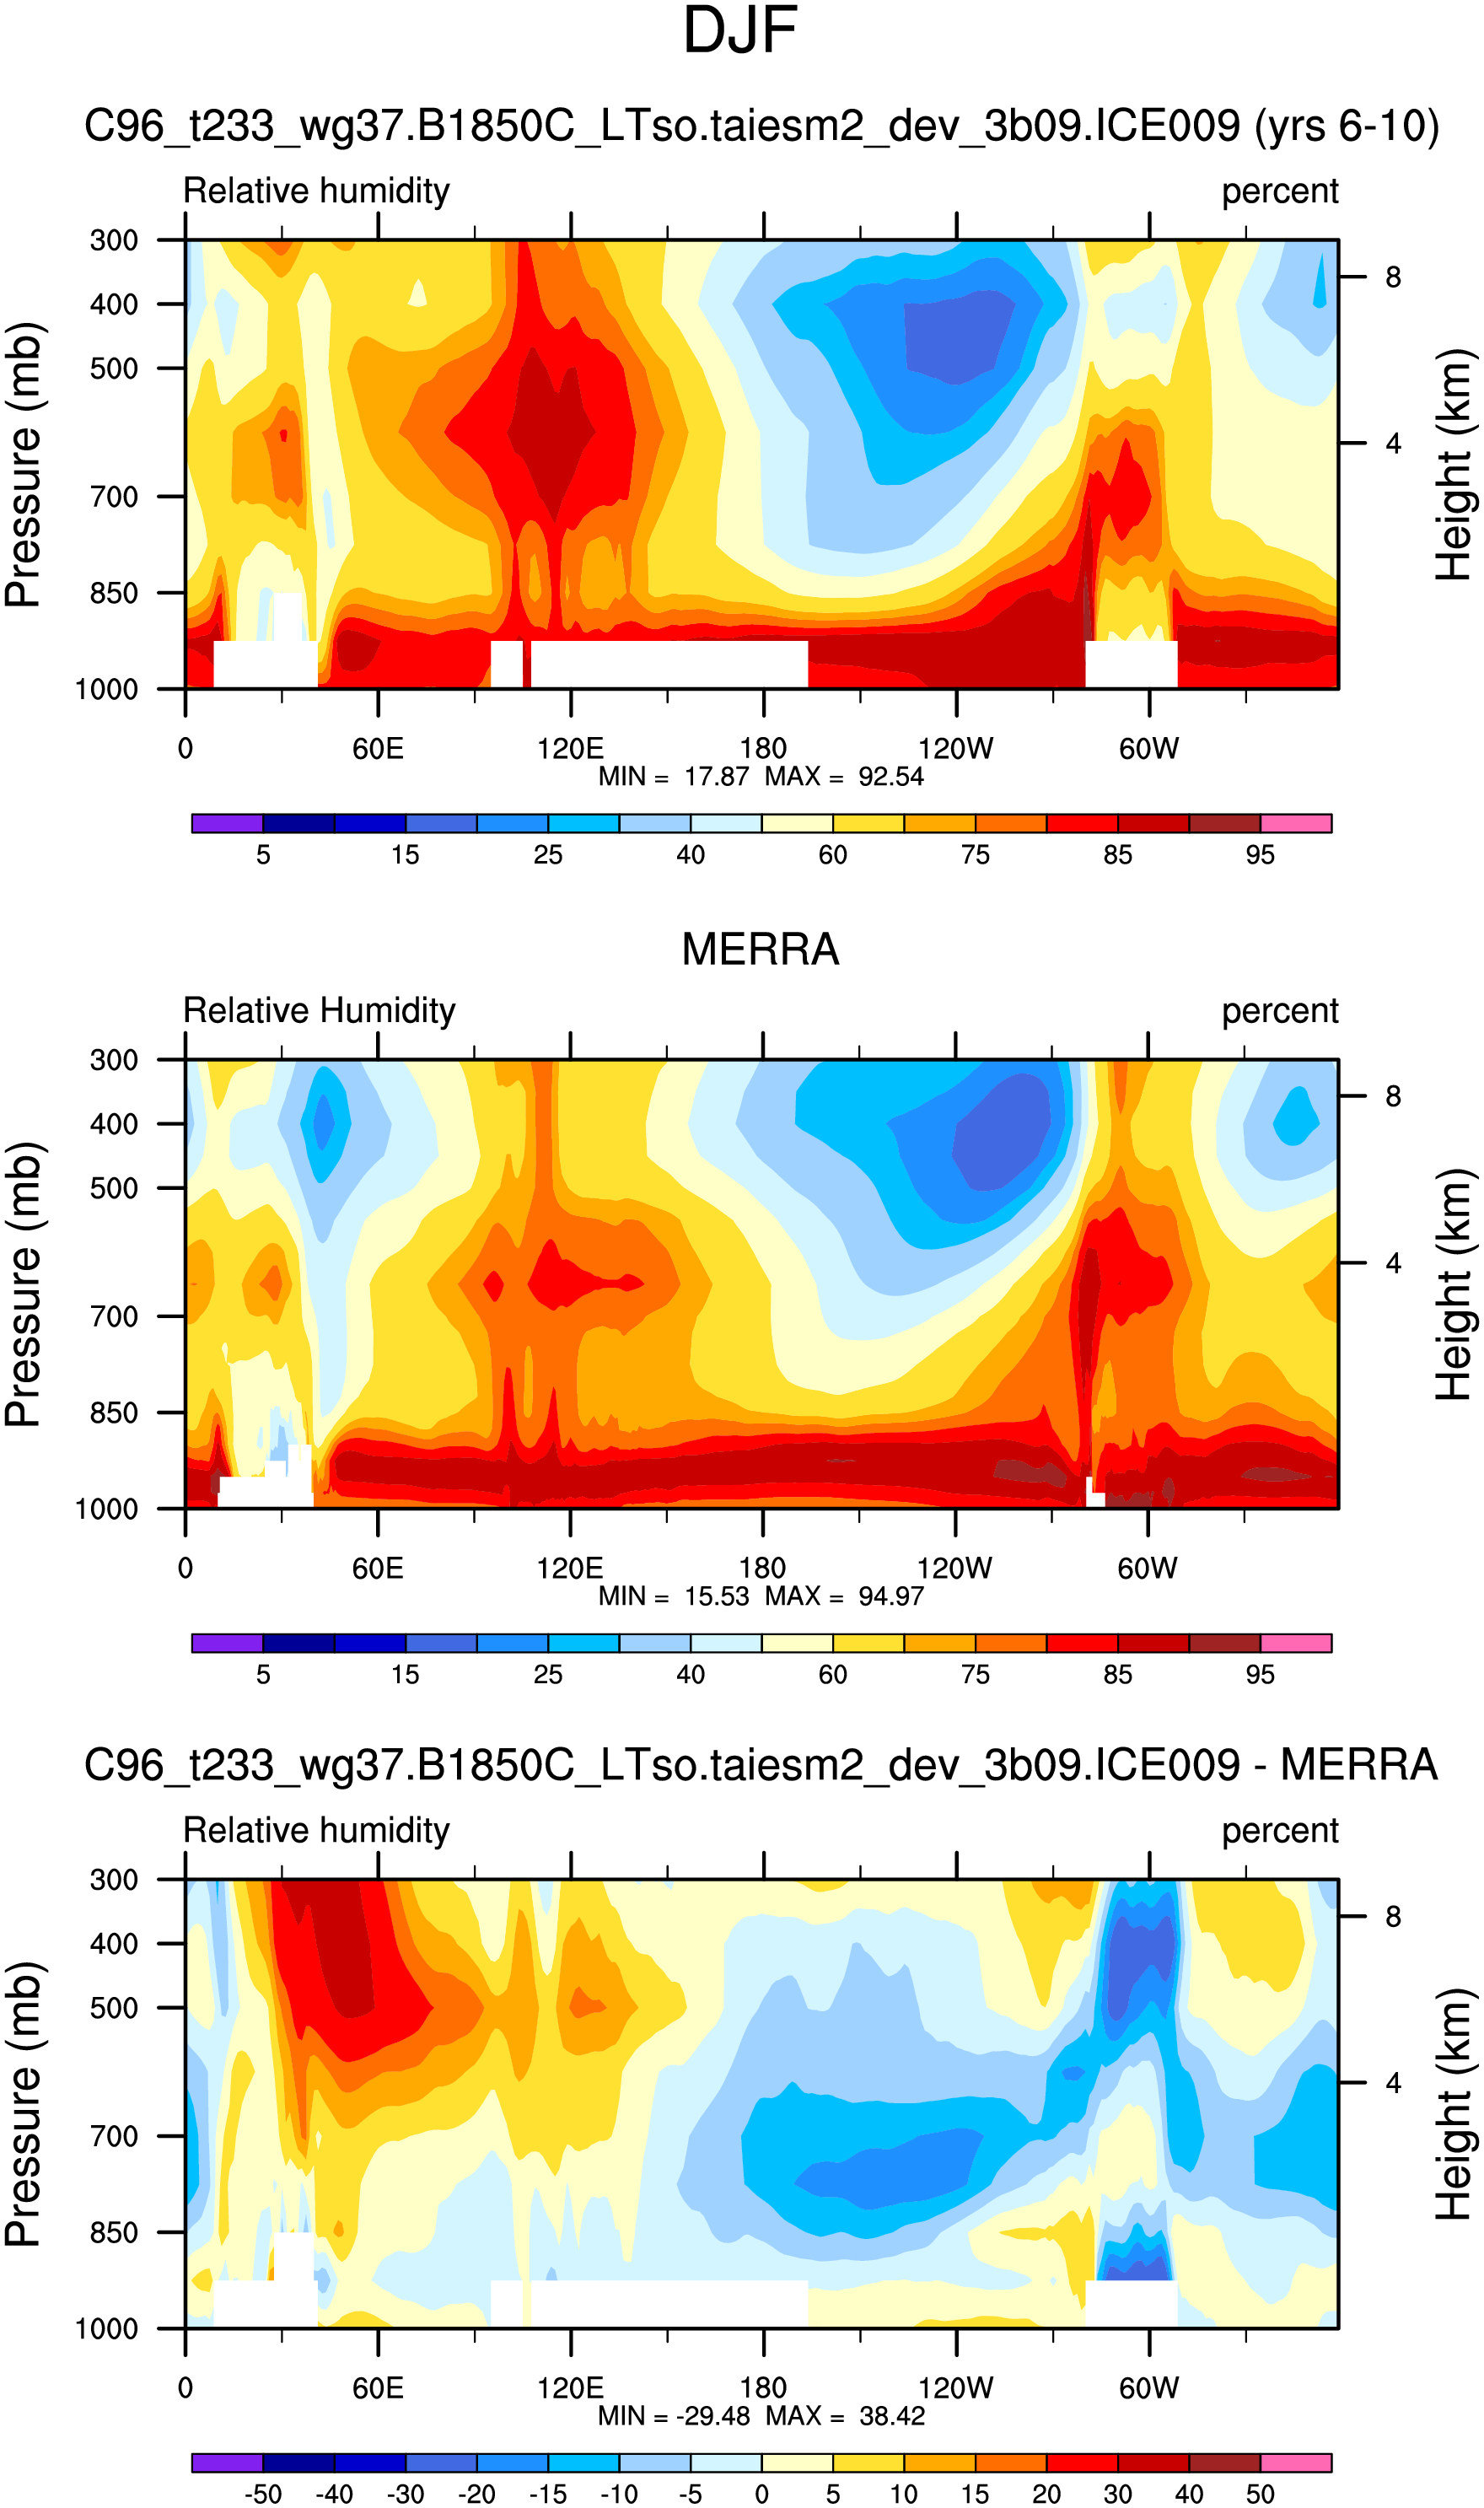 DJF
C96_t233_wg37.B1850C_LTso.taiesm2_dev_3b09.ICE009 (yrs 6-10)
Relative humidity percent
Pressure (mb)
300
400
500
700
850
1000
8
4
Height (km)
0 60E 120E 180 120W 60W
MIN = 17.87 MAX = 92.54
5 15 25 40 60 75 85 95
MERRA
Relative Humidity percent
Pressure (mb)
300
400
500
700
850
1000
8
4
Height (km)
0 60E 120E 180 120W 60W
MIN = 15.53 MAX = 94.97
5 15 25 40 60 75 85 95
C96_t233_wg37.B1850C_LTso.taiesm2_dev_3b09.ICE009 - MERRA
Relative humidity percent
Pressure (mb)
300
400
500
700
850
1000
8
4
Height (km)
0 60E 120E 180 120W 60W
MIN = -29.48 MAX = 38.42
-50 -40 -30 -20 -15 -10 -5 0 5 10 15 20 30 40 50